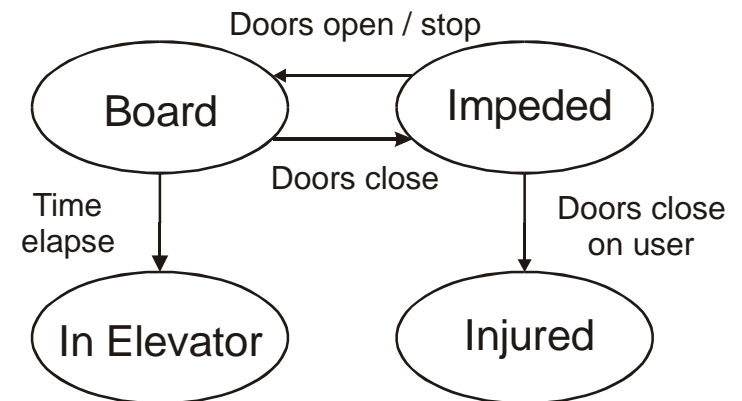 Doors open / stop
Board
Impeded
Doors close
Time
elapse
Doors close
on user
In Elevator
Injured